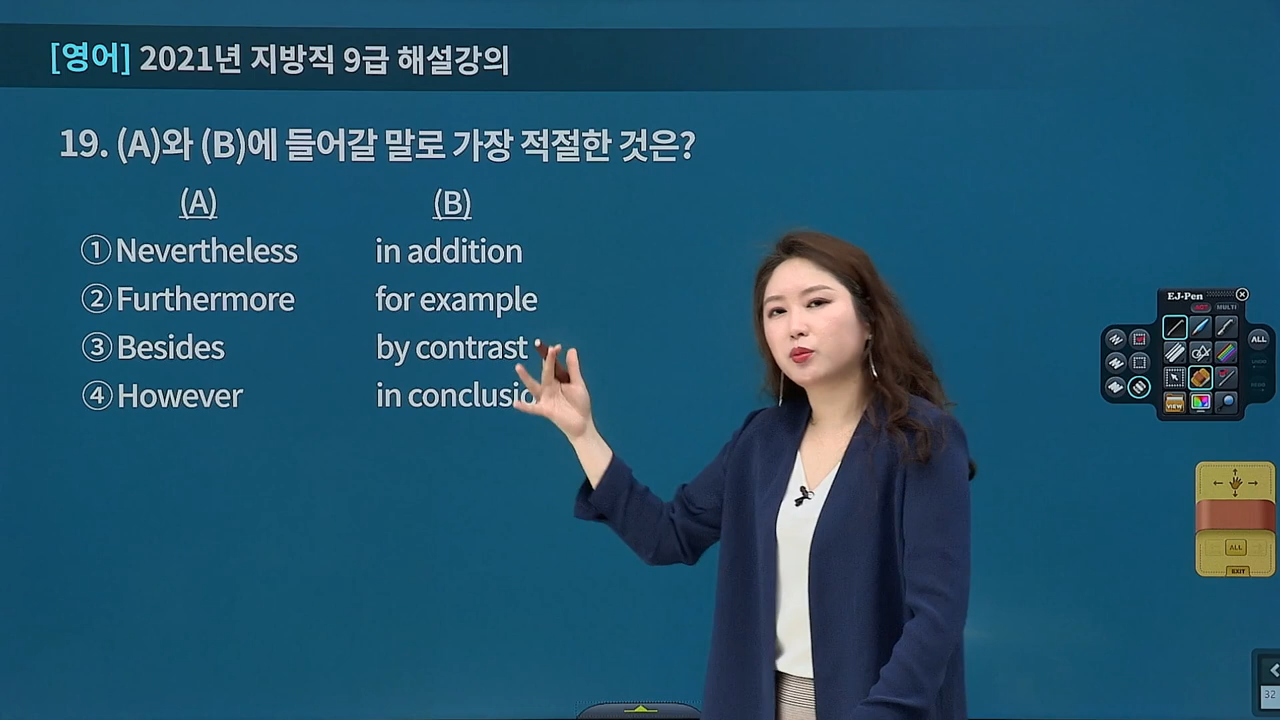 [영어] 2021년 지방직 9급 해설강의
19. (A)와 (B)에 들어갈 말로 가장 적절한 것은?
(A) (B)
① Nevertheless in addition
② Furthermore for example
③ Besides by contrast
④ However in conclusio
EJ-Pen
MULTI
ALL
VIEW
ALL
EXIT
32